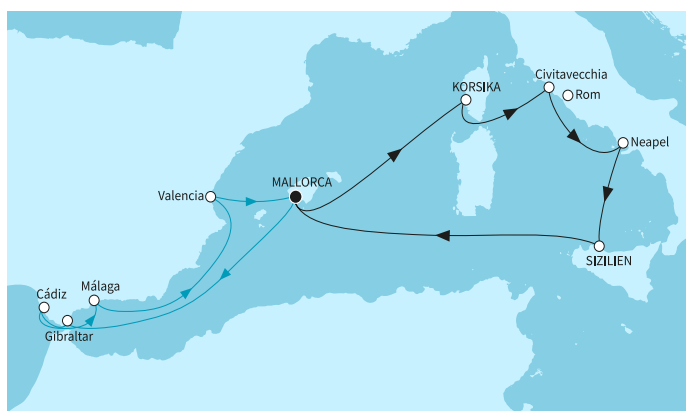 Civitavecchia
KORSIKA
Rom
Neapel
MALLORCA
Valencia
SIZILIEN
Málaga
Cádiz
Gibraltar